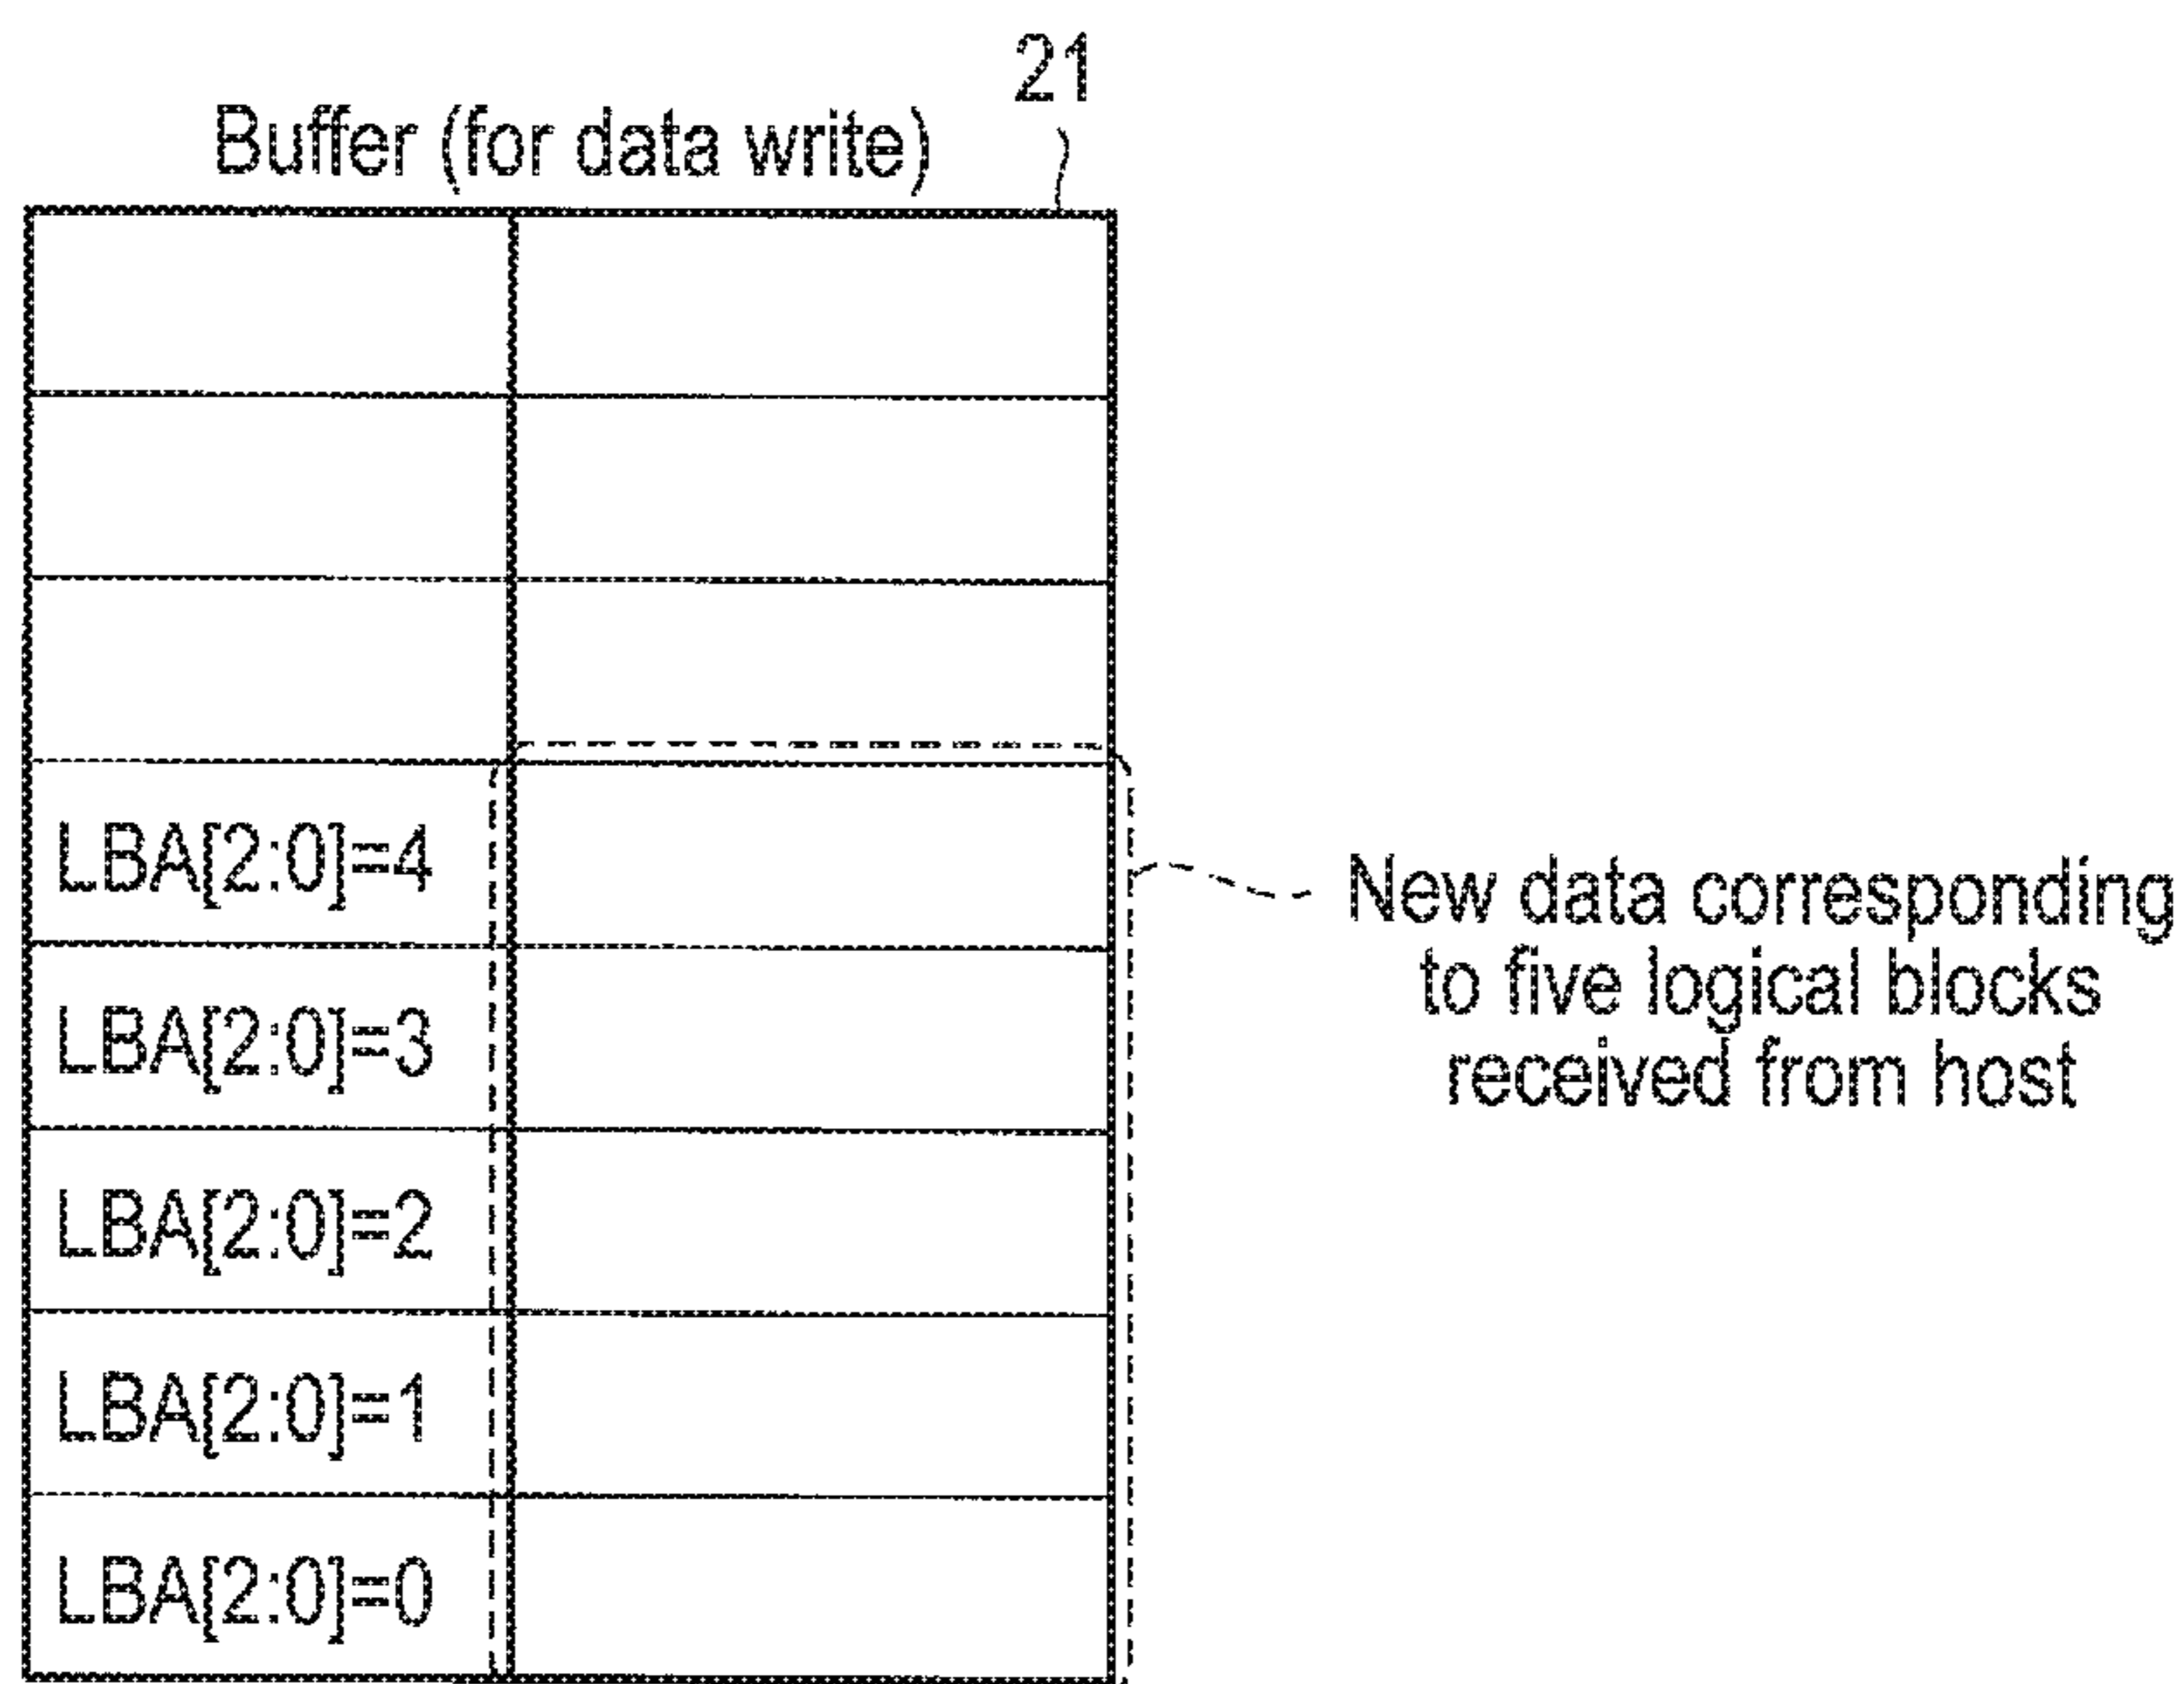 21
Buffer (for data write)
LBA[2:0]=4
New data corresponding
to five logical blocks
received from host
LBA[2:0]=3
LBA[2:0]=2
LBA[2:0]=1
LBA[2:0]=0